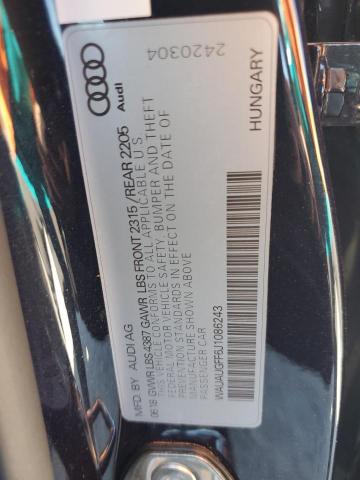 Audi
2420304
MFD. BY AUDI AG
06.18 GVWR LBS 4387 GAWR LBS FRONT 2315 / REAR 2205
THIS VEHICLE CONFORMS TO ALL APPLICABLE U S
FEDERAL MOTOR VEHICLE SAFETY, BUMPER AND THEFT
PREVENTION STANDARDS IN EFFECT ON THE DATE OF
MANUFACTURE SHOWN ABOVE
PASSENGER CAR
WAUAUGFF6J1086243
HUNGARY